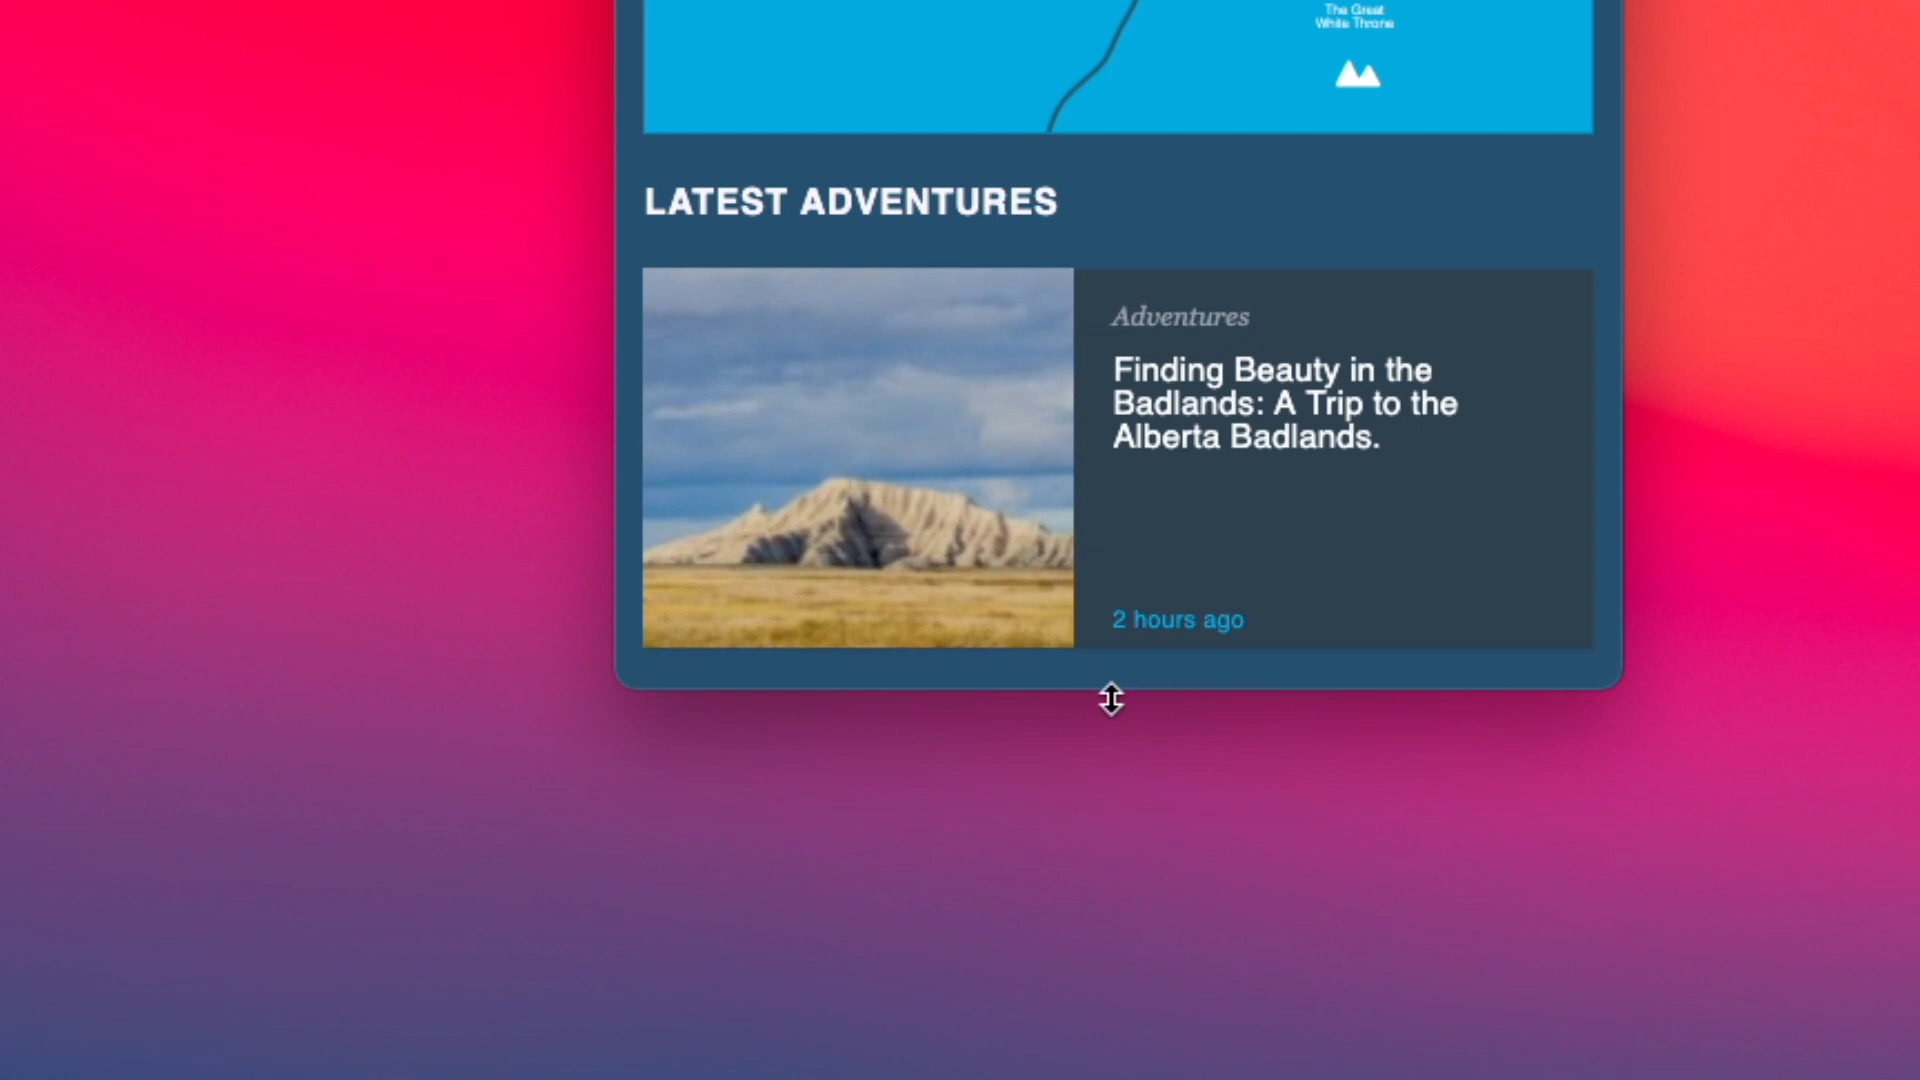 The Great
White Throne
LATEST ADVENTURES
Adventures
Finding Beauty in the
Badlands: A Trip to the
Alberta Badlands.
2 hours ago